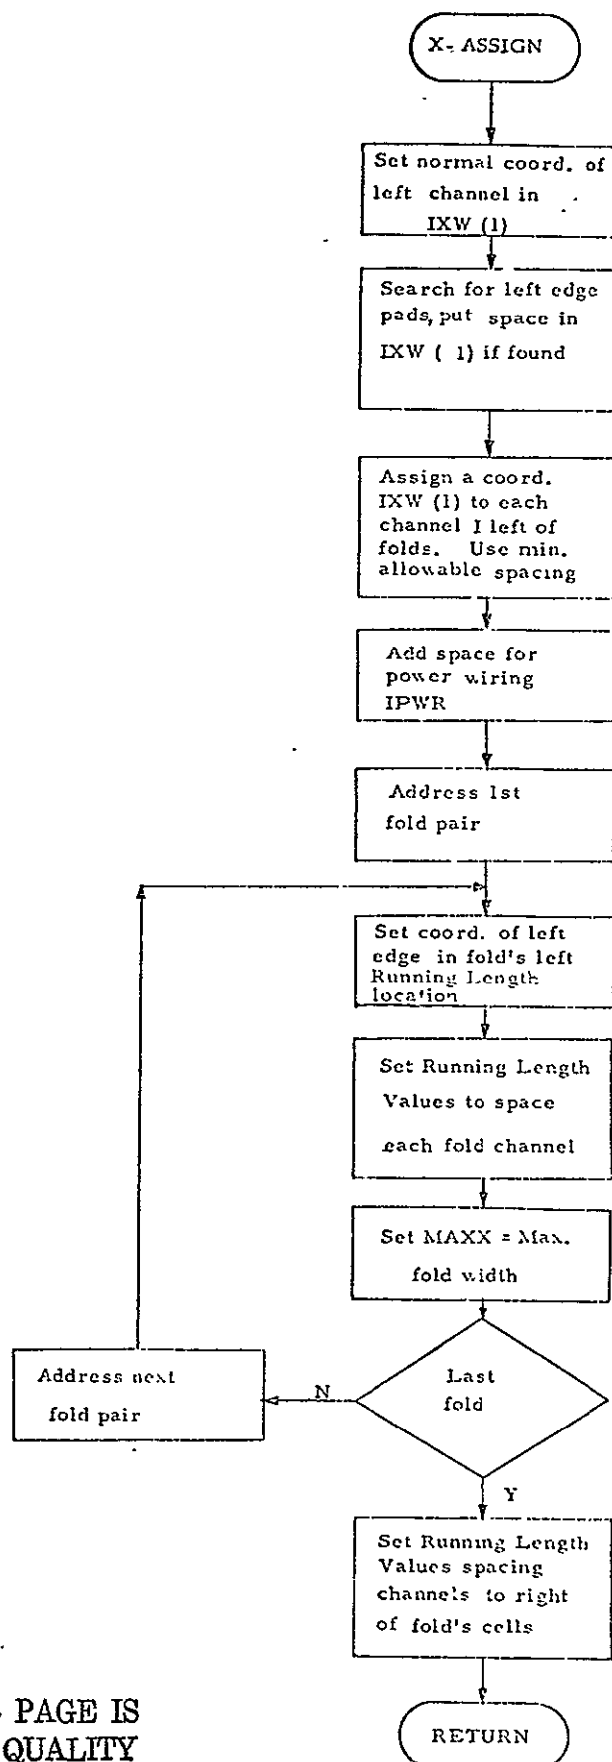 X- ASSIGN
Set normal coord. of
left channel in
IXW (1)
Search for left edge
pads, put space in
IXW ( 1) if found
Assign a coord.
IXW (1) to each
channel I left of
folds. Use min.
allowable spacing
Add space for
power wiring
IPWR
Address 1st
fold pair
Set coord. of left
edge in fold's left
Running Length
location
Set Running Length
Values to space
each fold channel
Set MAXX = Max.
fold width
Last
fold
N
Address next
fold pair
Y
Set Running Length
Values spacing
channels to right
of fold's cells
RETURN
PAGE IS
QUALITY